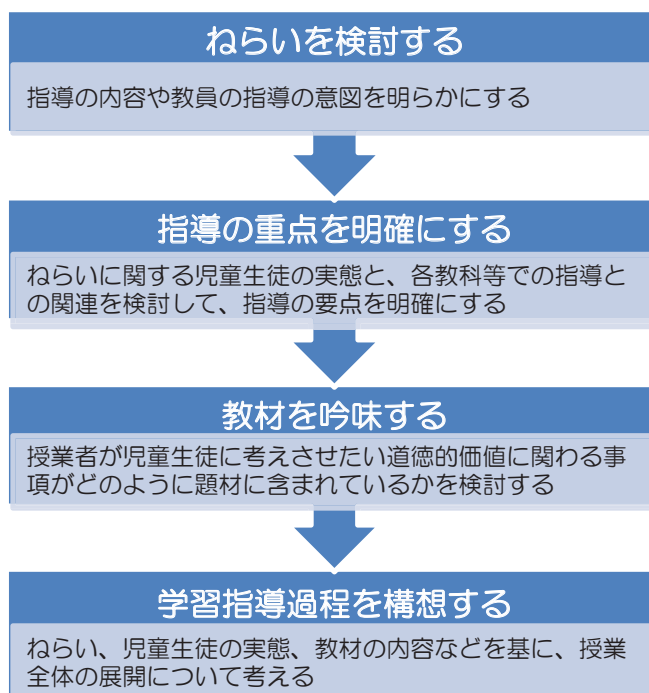 ねらいを検討する
指導の内容や教員の指導の意図を明らかにする
指導の重点を明確にする
ねらいに関する児童生徒の実態と、各教科等での指導と
の関連を検討して、指導の要点を明確にする
教材を吟味する
授業者が児童生徒に考えさせたい道徳的価値に関わる事
項がどのように題材に含まれているかを検討する
学習指導過程を構想する
ねらい、児童生徒の実態、教材の内容などを基に、授業
全体の展開について考える